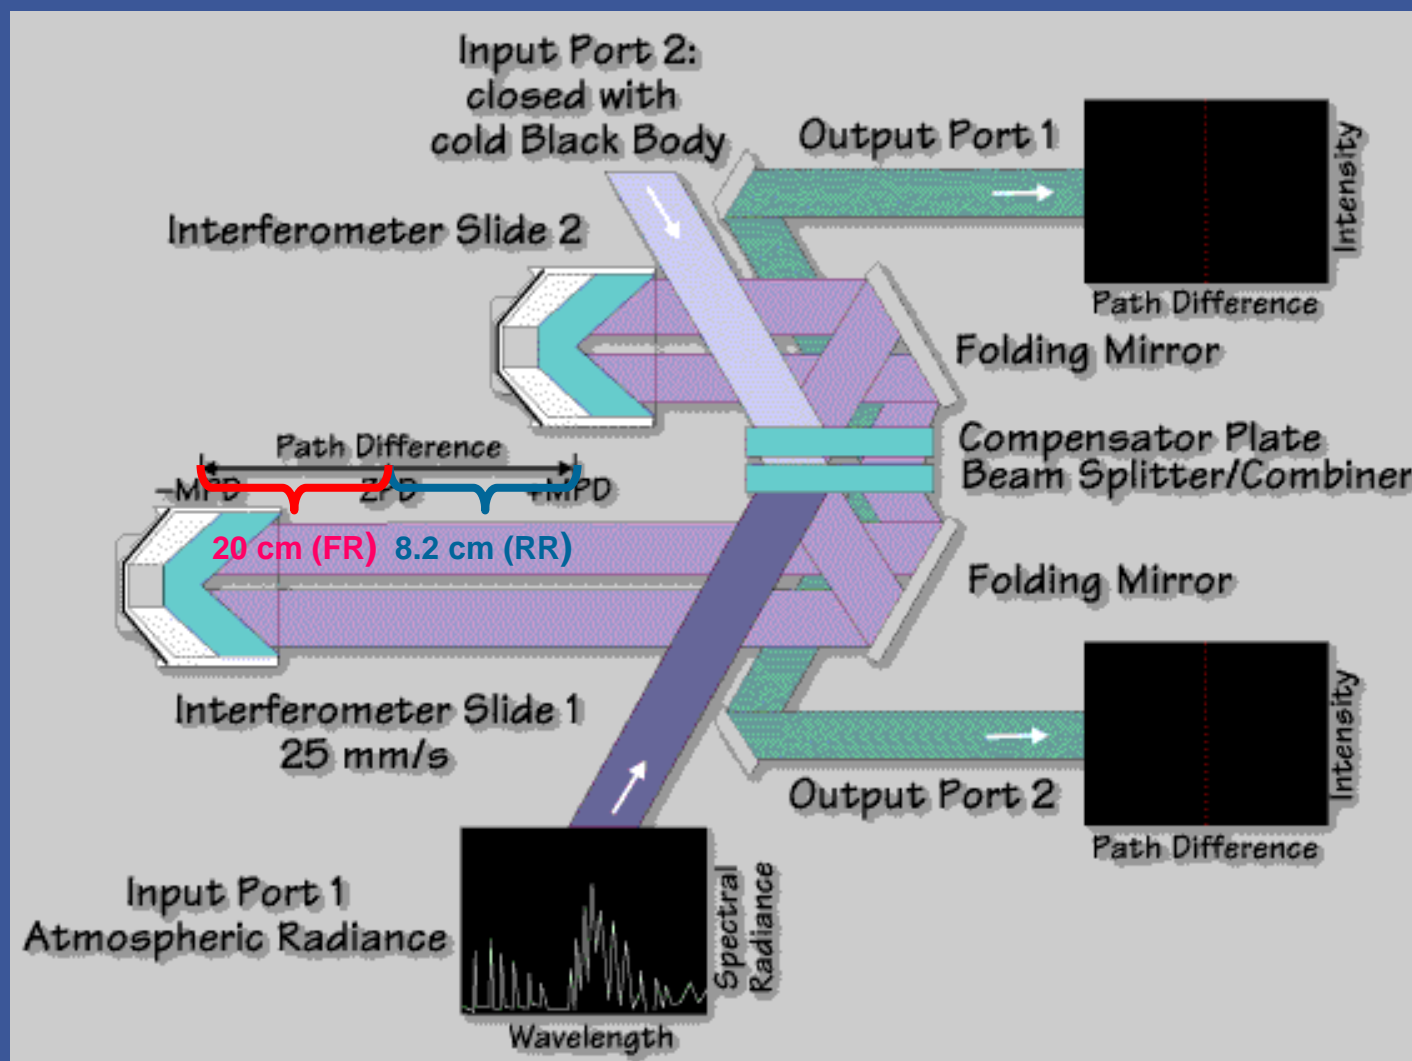 Input Port 2:
closed with
cold Black Body
Output Port 1
Intensity
Path Difference
Interferometer Slide 2
Folding Mirror
Compensator Plate
Beam Splitter/Combiner
Path Difference
-MPD ZPD +MPD
20 cm (FR) 8.2 cm (RR)
Folding Mirror
Interferometer Slide 1
25 mm/s
Output Port 2
Intensity
Path Difference
Input Port 1
Atmospheric Radiance
Spectral
Radiance
Wavelength